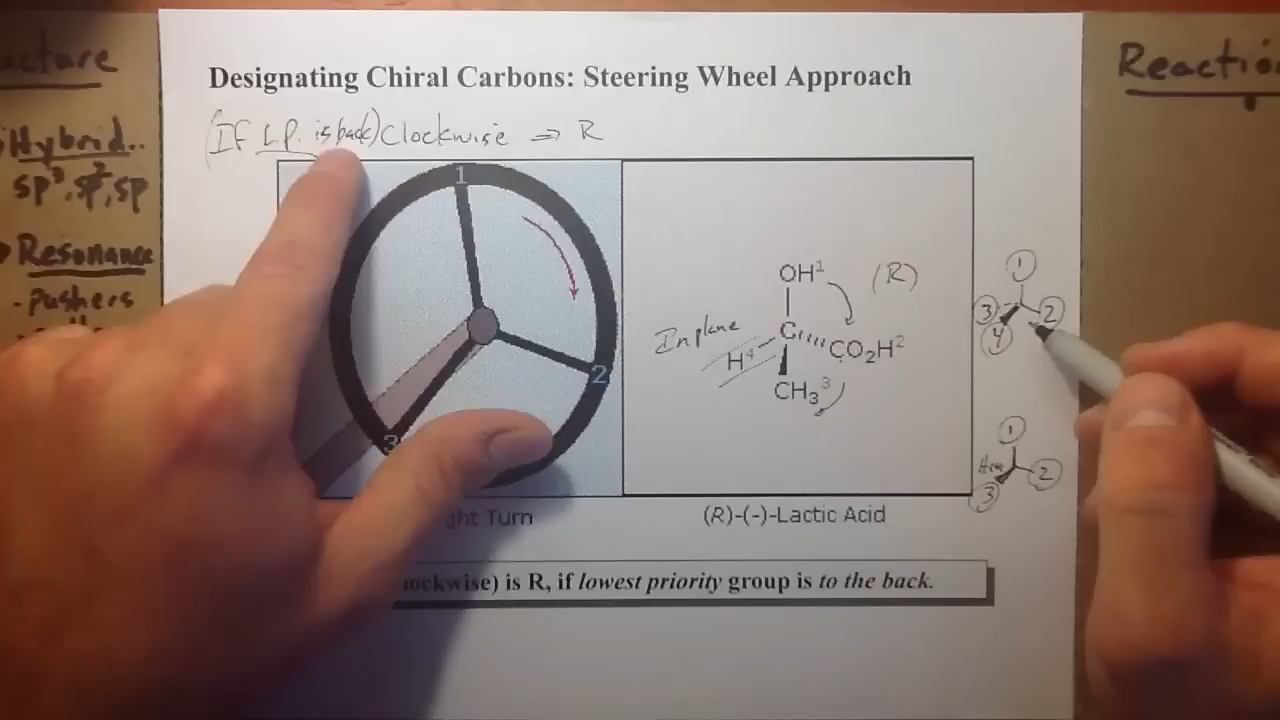 Designating Chiral Carbons: Steering Wheel Approach
(If L.P. is back) Clockwise ⇒ R
ucture
Hybrid..
sp³, sp², sp
Resonance
- Pushers
Reactio
1
2
3
OH¹
(R)
In plane
C
CO₂H²
H⁴
CH₃³
1
3
2
4
1
2
3
ght Turn
(R)-(-)-Lactic Acid
ockwise) is R, if lowest priority group is to the back.